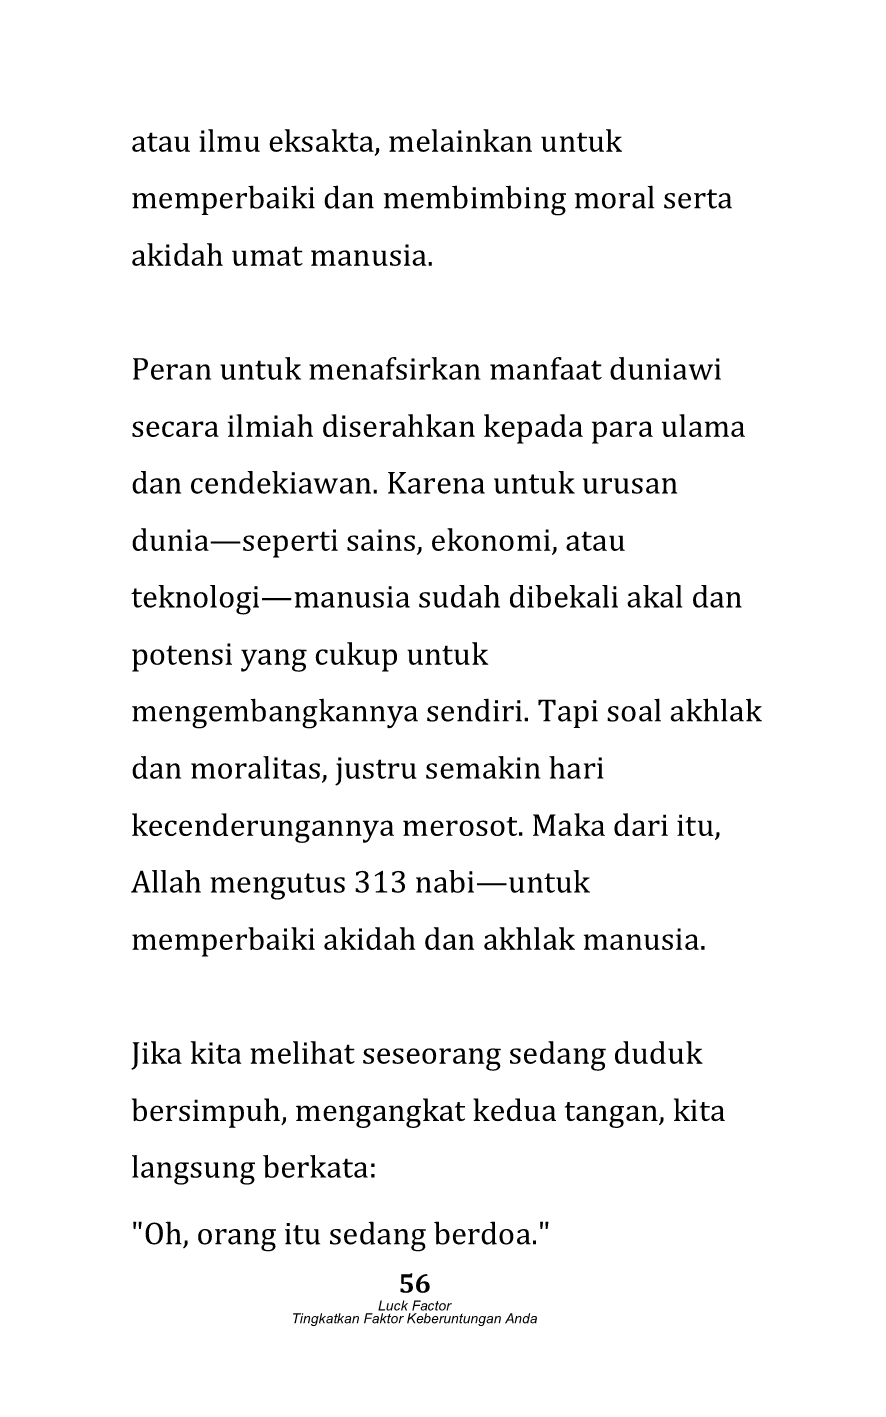 atau ilmu eksakta, melainkan untuk
memperbaiki dan membimbing moral serta
akidah umat manusia.
Peran untuk menafsirkan manfaat duniawi
secara ilmiah diserahkan kepada para ulama
dan cendekiawan. Karena untuk urusan
dunia—seperti sains, ekonomi, atau
teknologi—manusia sudah dibekali akal dan
potensi yang cukup untuk
mengembangkannya sendiri. Tapi soal akhlak
dan moralitas, justru semakin hari
kecenderungannya merosot. Maka dari itu,
Allah mengutus 313 nabi—untuk
memperbaiki akidah dan akhlak manusia.
Jika kita melihat seseorang sedang duduk
bersimpuh, mengangkat kedua tangan, kita
langsung berkata:
"Oh, orang itu sedang berdoa."
56
Luck Factor
Tingkatkan Faktor Keberuntungan Anda